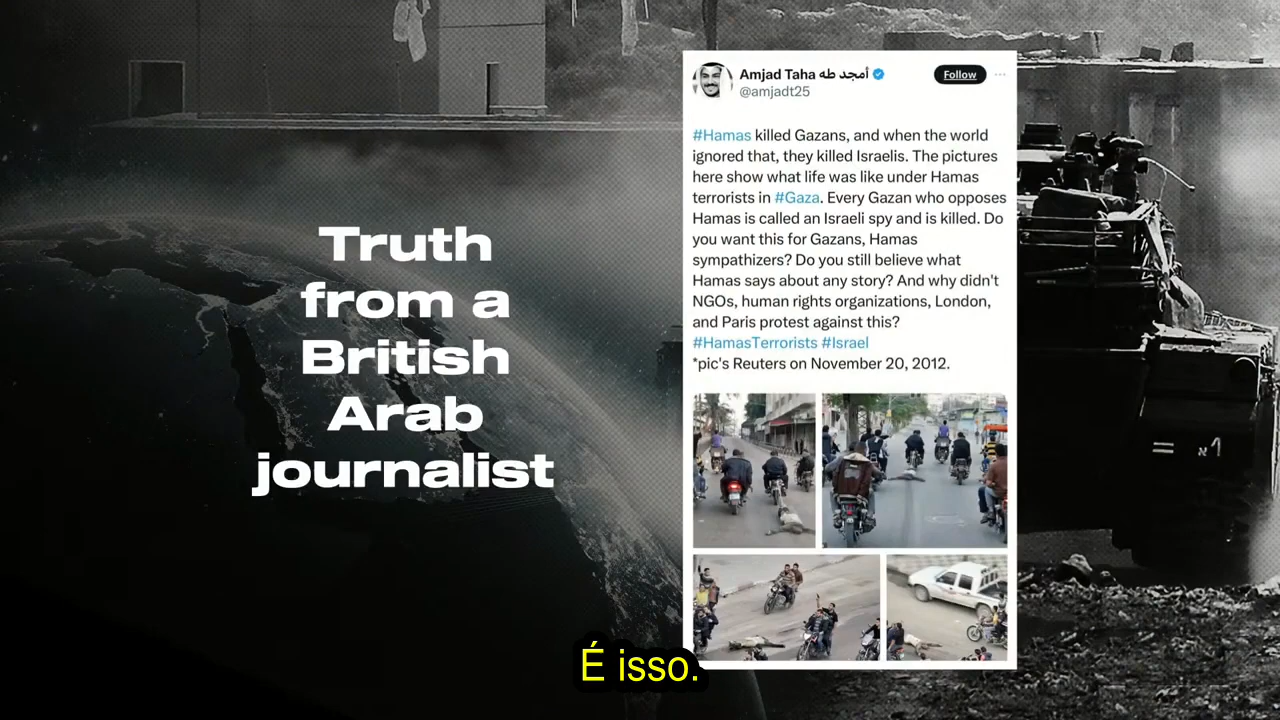 Truth
from a
British
Arab
journalist
Amjad Taha أمجد طه
@amjadt25
Follow
#Hamas killed Gazans, and when the world
ignored that, they killed Israelis. The pictures
here show what life was like under Hamas
terrorists in #Gaza. Every Gazan who opposes
Hamas is called an Israeli spy and is killed. Do
you want this for Gazans, Hamas
sympathizers? Do you still believe what
Hamas says about any story? And why didn't
NGOs, human rights organizations, London,
and Paris protest against this?
#HamasTerrorists #Israel
*pic's Reuters on November 20, 2012.
É isso.